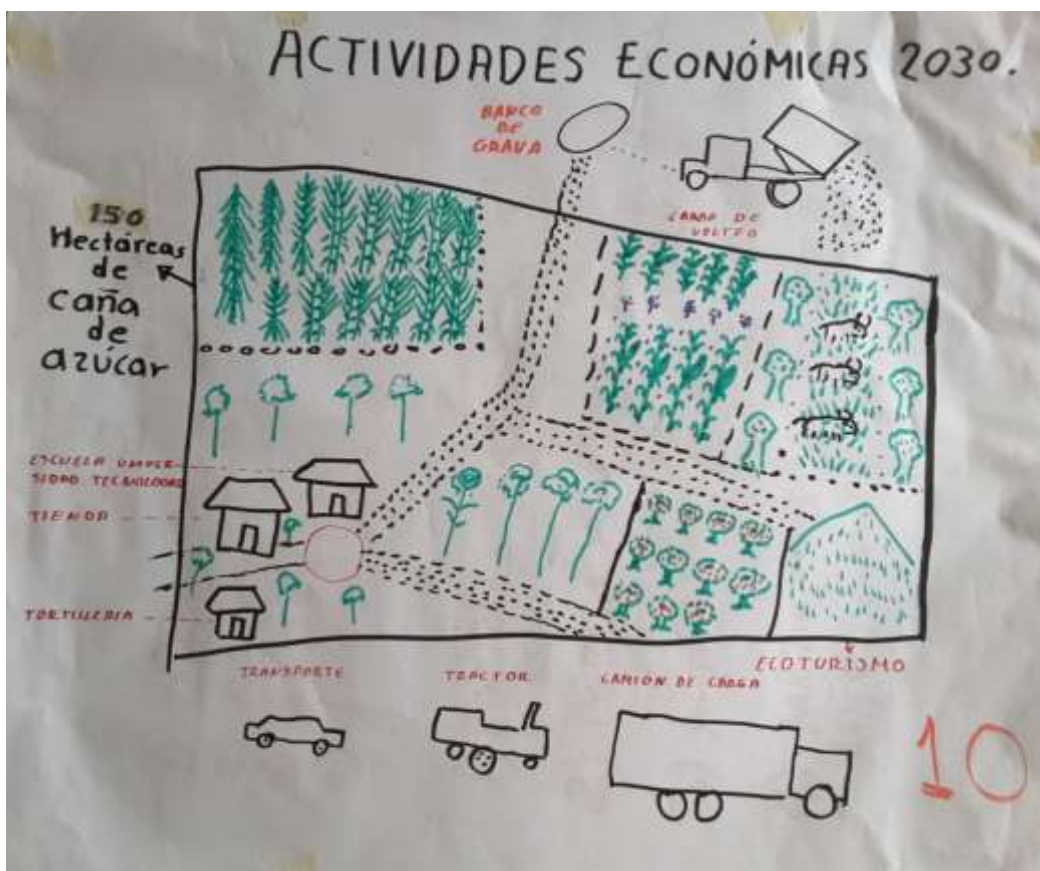 ACTIVIDADES ECONÓMICAS 2030.
BANCO
DE
GRAVA
150
Hectáreas
de
caña
de
azúcar
CARRO DE
VOLTEO
ESCUELA UNIVER-
SIDAD TECNOLOGICA
TIENDA
TORTILLERIA
TRANSPORTE
TRACTOR
CAMIÓN DE CARGA
ECOTURISMO
10